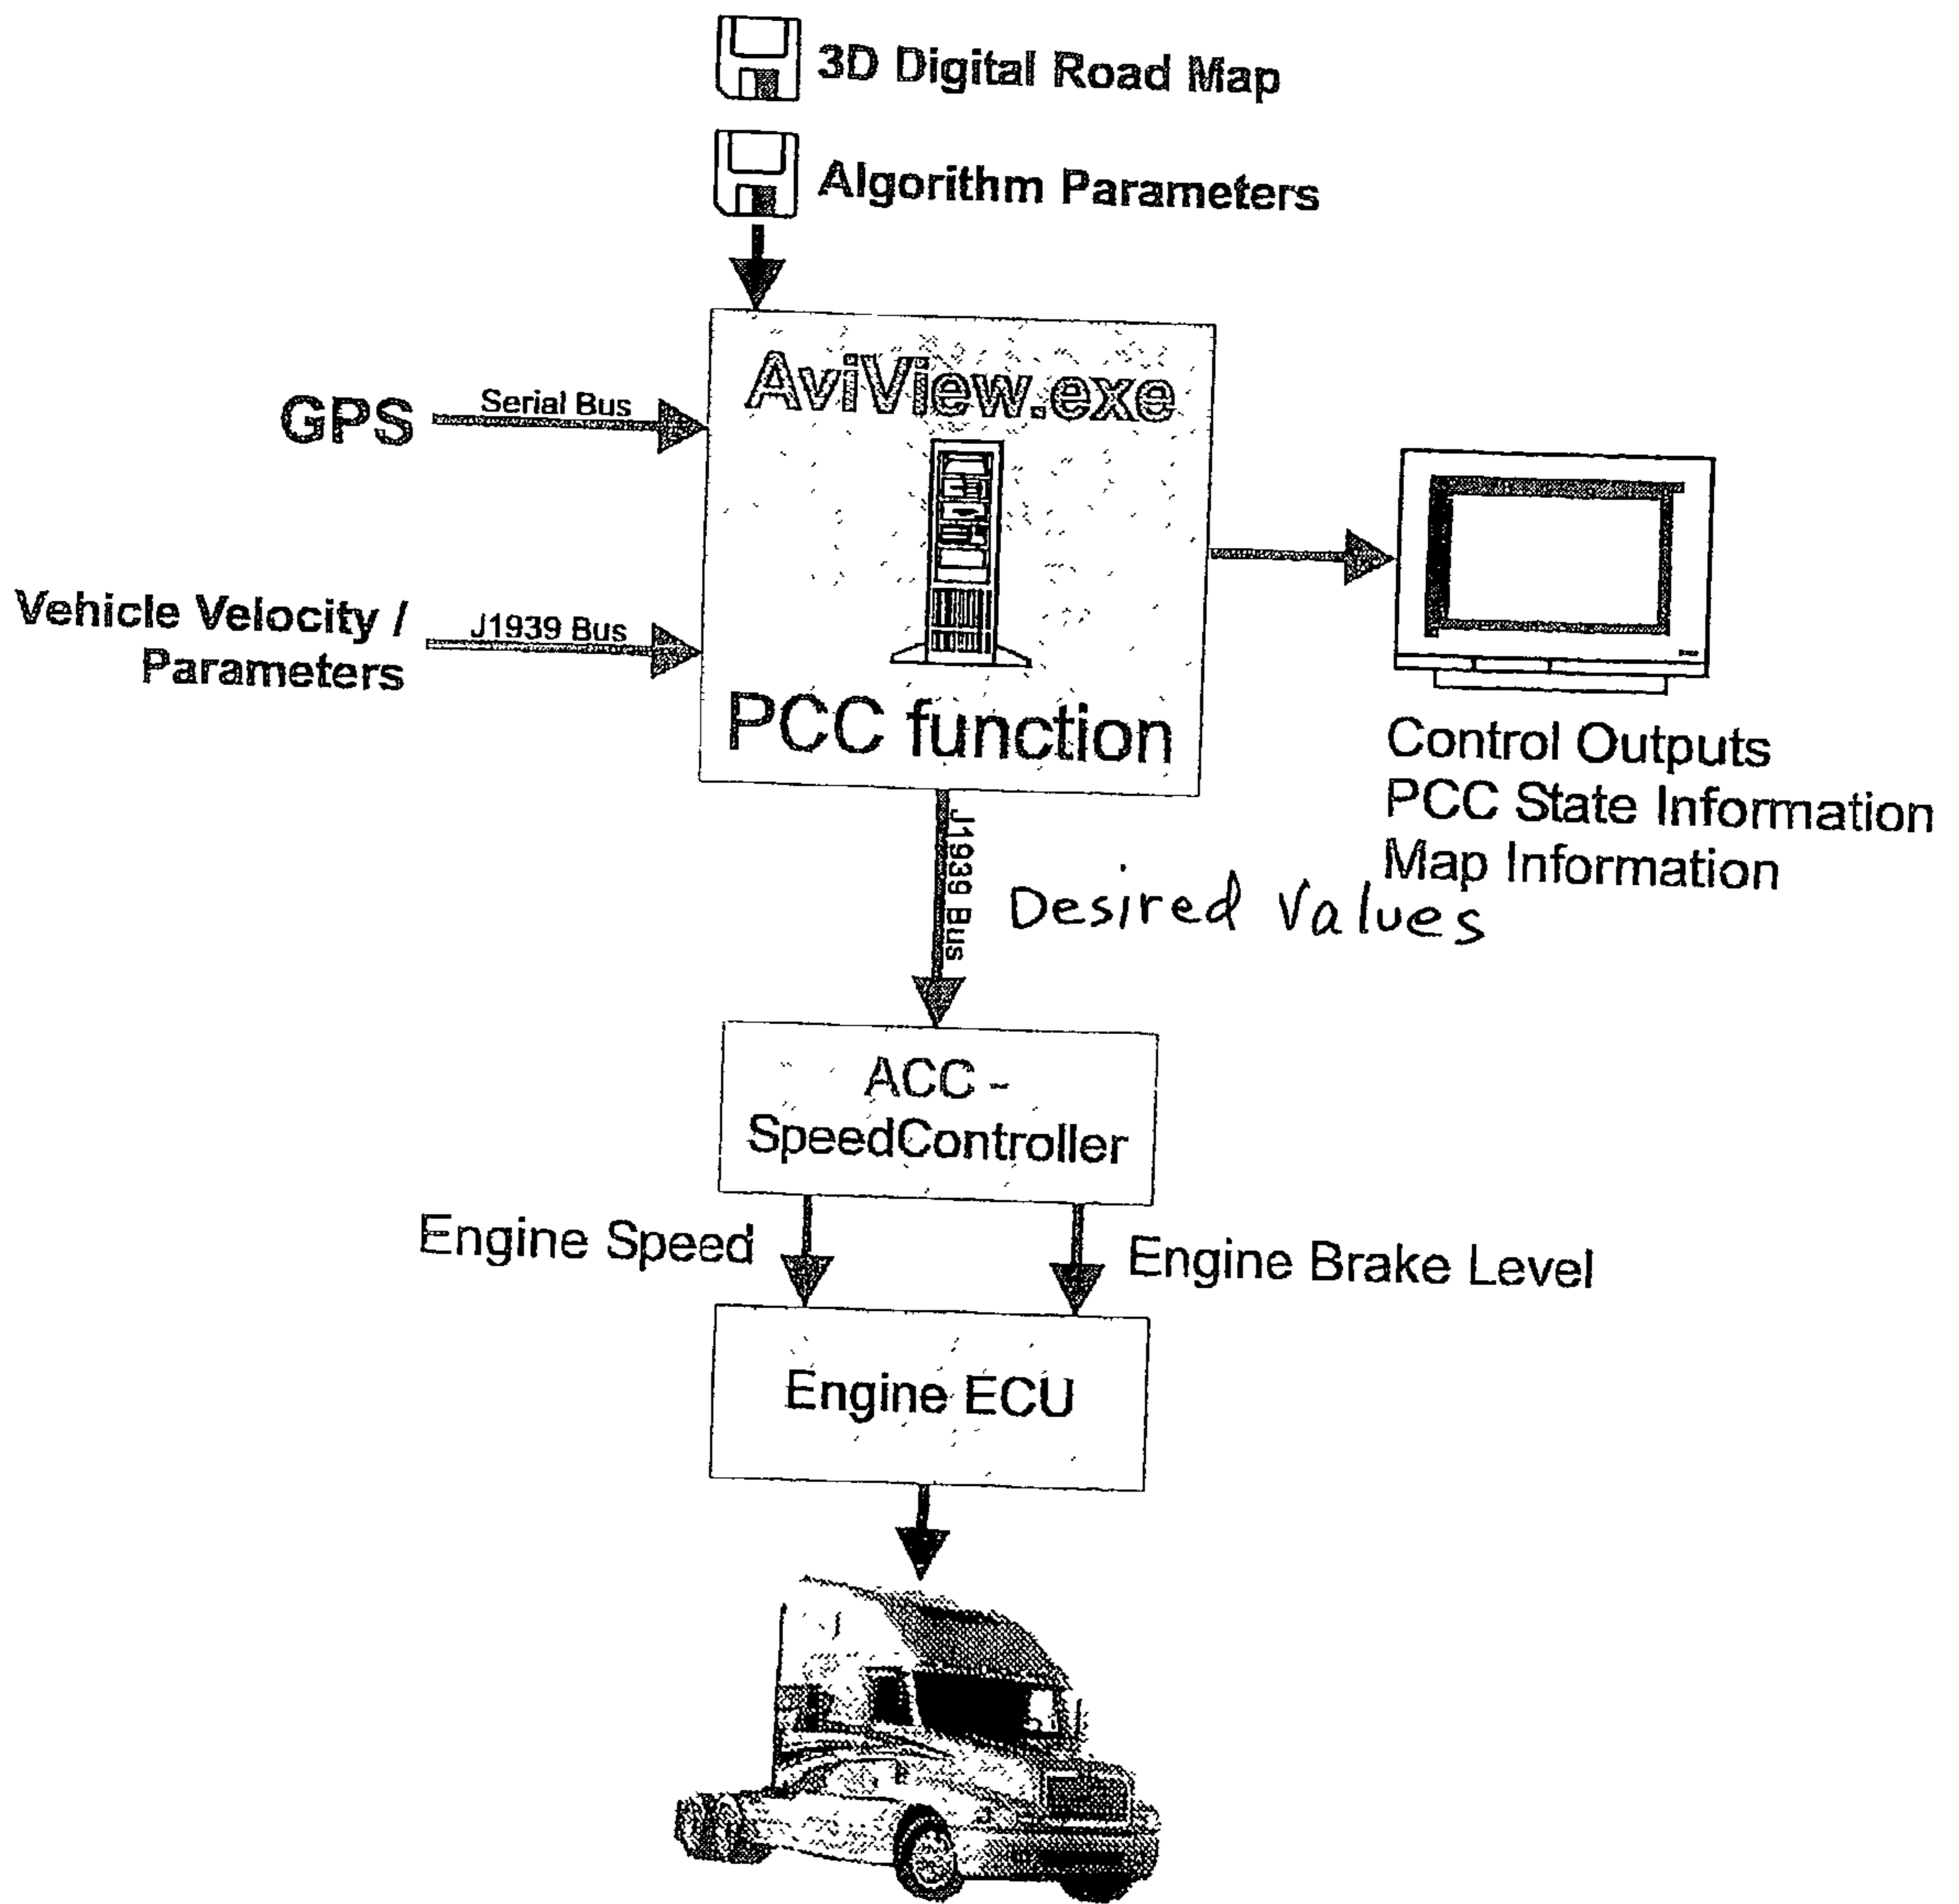 3D Digital Road Map
Algorithm Parameters
AviView.exe
GPS
Serial Bus
Vehicle Velocity /
Parameters
J1939 Bus
PCC function
Control Outputs
PCC State Information
Map Information
J1939 Bus
Desired Values
ACC -
SpeedController
Engine Speed
Engine Brake Level
Engine ECU